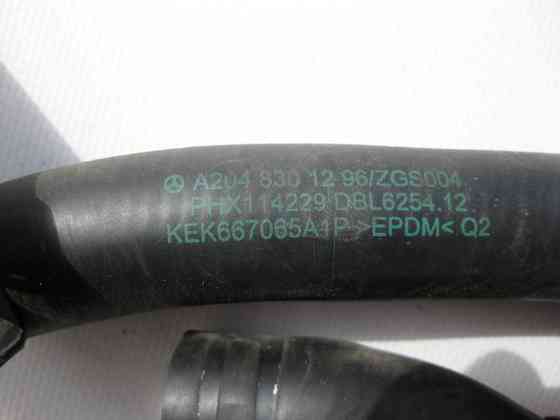 A204 830 12 96/ZGS004
PHX114229 DBL6254.12
KEK667065A1P >EPDM< Q2